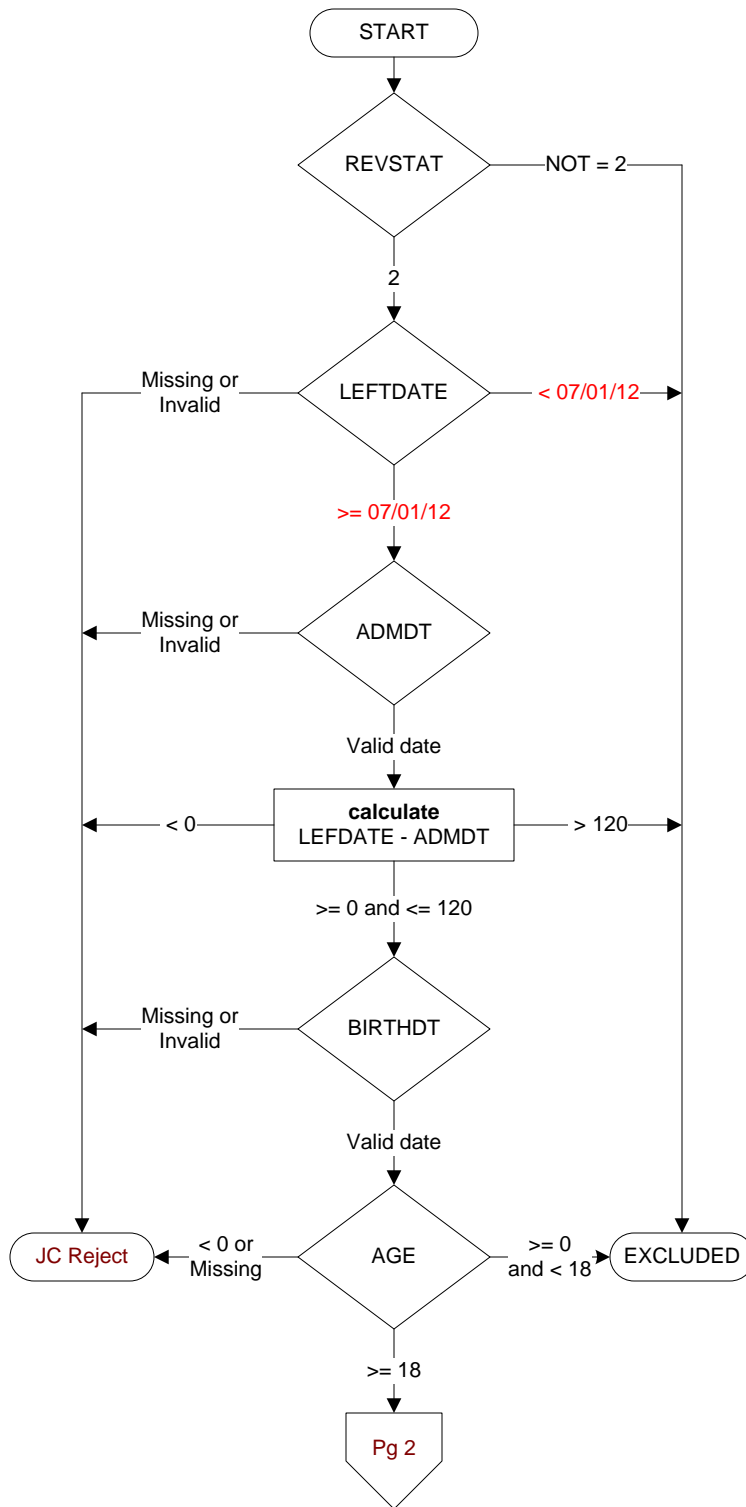 START
REVSTAT
NOT = 2
2
Missing or
Invalid
LEFTDATE
< 07/01/12
>= 07/01/12
Missing or
Invalid
ADMDT
Valid date
< 0
calculate
LEFDATE - ADMDT
> 120
>= 0 and <= 120
Missing or
Invalid
BIRTHDT
Valid date
JC Reject
< 0 or
Missing
AGE
>= 0
and < 18
EXCLUDED
>= 18
Pg 2